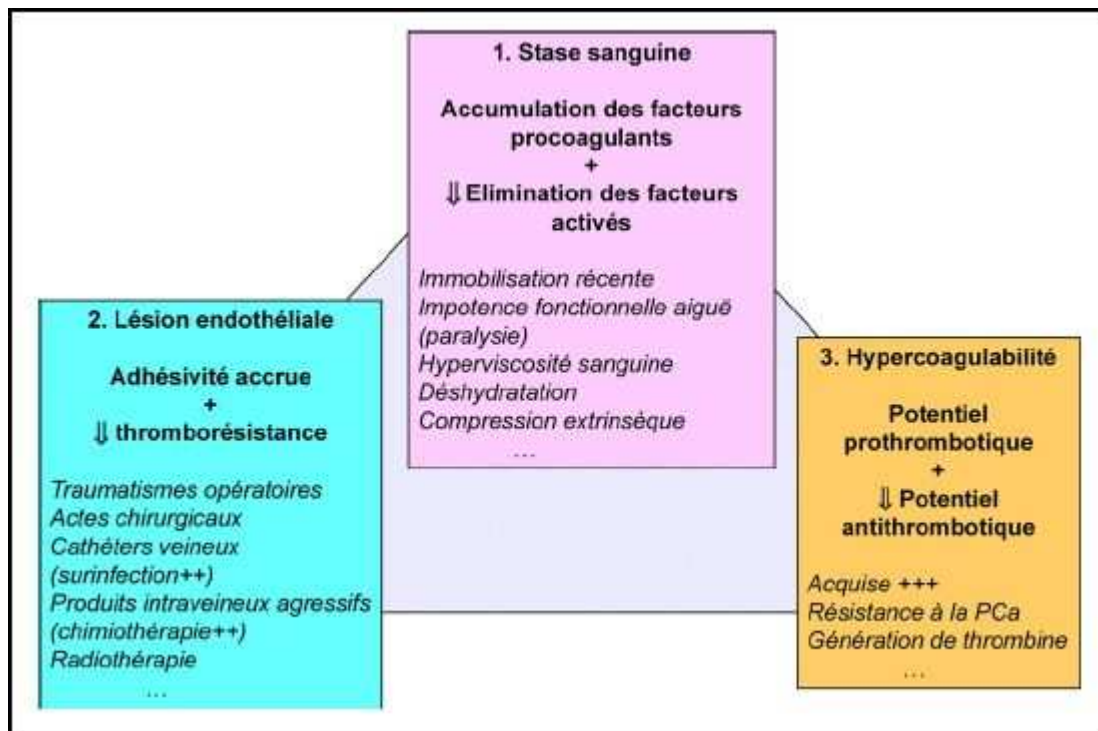 1. Stase sanguine
Accumulation des facteurs
procoagulants
+
⇓ Elimination des facteurs
activés
Immobilisation récente
Impotence fonctionnelle aiguë
(paralysie)
Hyperviscosité sanguine
Déshydratation
Compression extrinsèque
...
2. Lésion endothéliale
Adhésivité accrue
+
⇓ thromborésistance
Traumatismes opératoires
Actes chirurgicaux
Cathéters veineux
(surinfection++)
Produits intraveineux agressifs
(chimiothérapie++)
Radiothérapie
...
3. Hypercoagulabilité
Potentiel
prothrombotique
+
⇓ Potentiel
antithrombotique
Acquise +++
Résistance à la PCa
Génération de thrombine
...